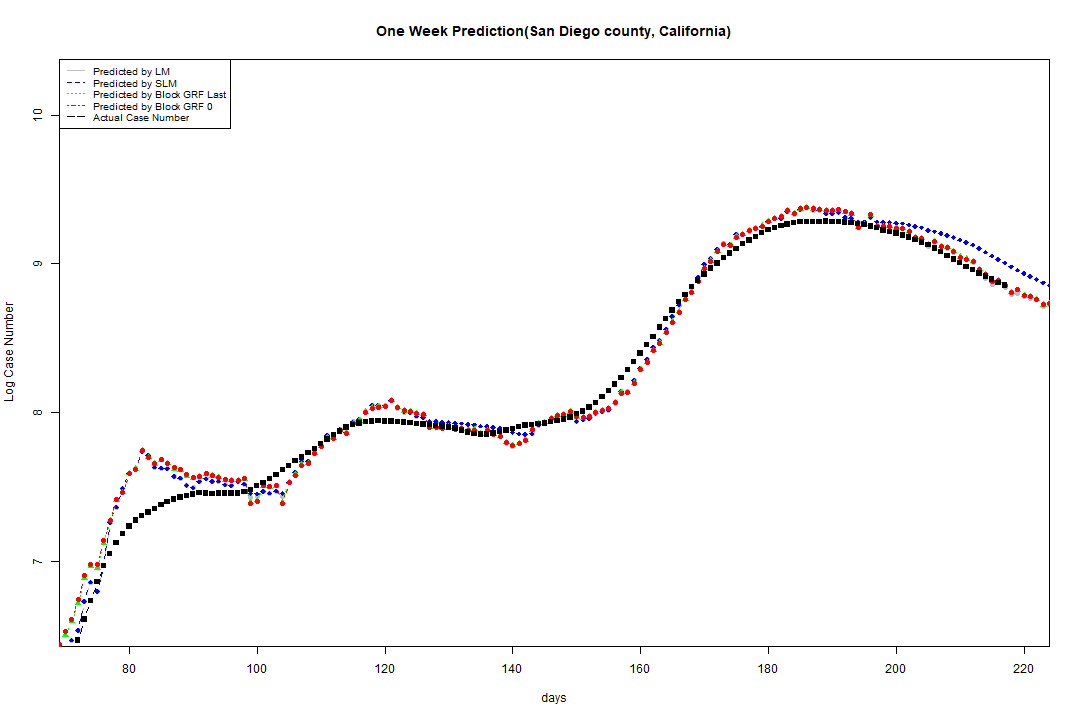 One Week Prediction(San Diego county, California)
Predicted by LM
Predicted by SLM
Predicted by Block GRF Last
Predicted by Block GRF 0
Actual Case Number
10
9
8
7
Log Case Number
80 100 120 140 160 180 200 220
days